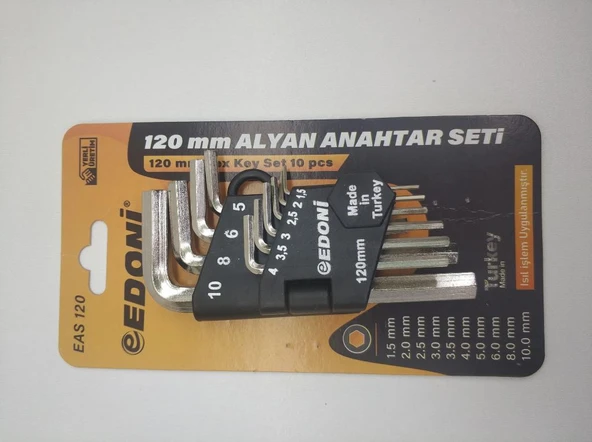 120 mm ALYAN ANAHTAR SETİ
120 mm Hex Key Set 10 pcs
YERLİ
ÜRETİM
EDONİ®
EAS 120
10 8 6 5
4 3,5 3 2,5 2 1,5
EDONİ
120mm
Made
in
Turkey
Turkey
Made in
Isıl işlem Uygulanmıştır.
1.5 mm
2.0 mm
2.5 mm
3.0 mm
3.5 mm
4.0 mm
5.0 mm
6.0 mm
8.0 mm
10.0 mm